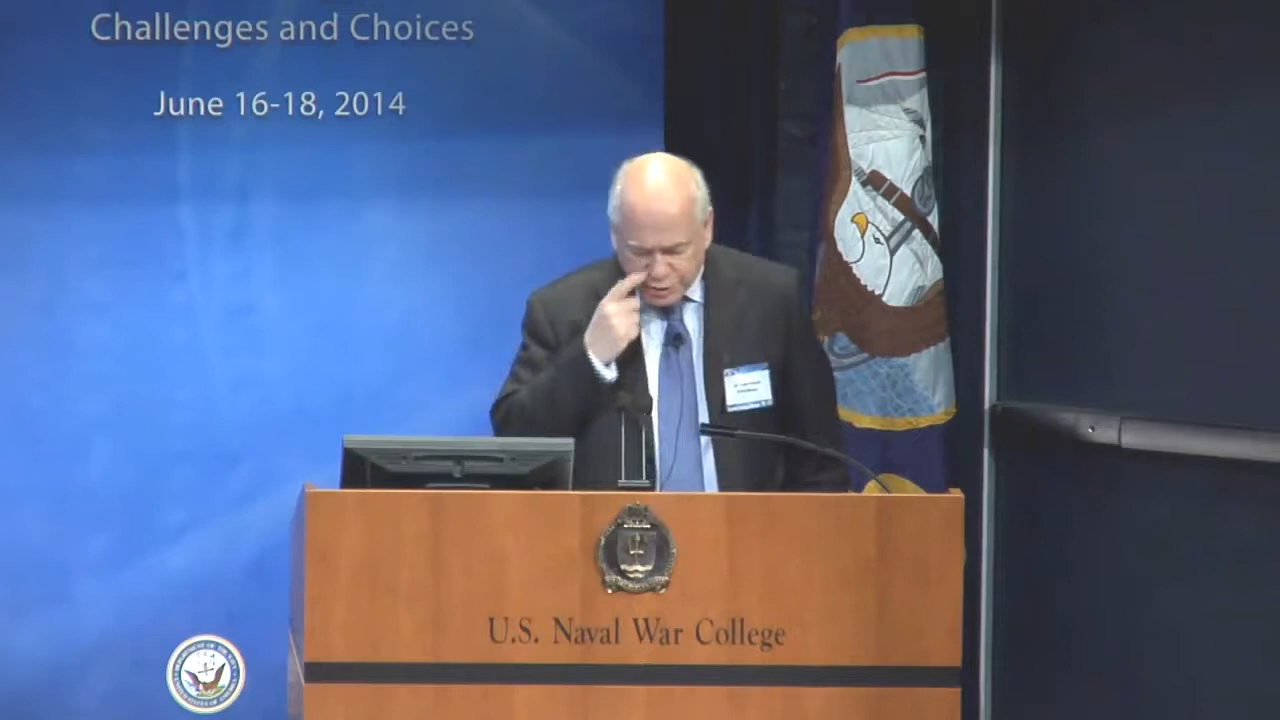 Challenges and Choices
June 16-18, 2014
U.S. Naval War College